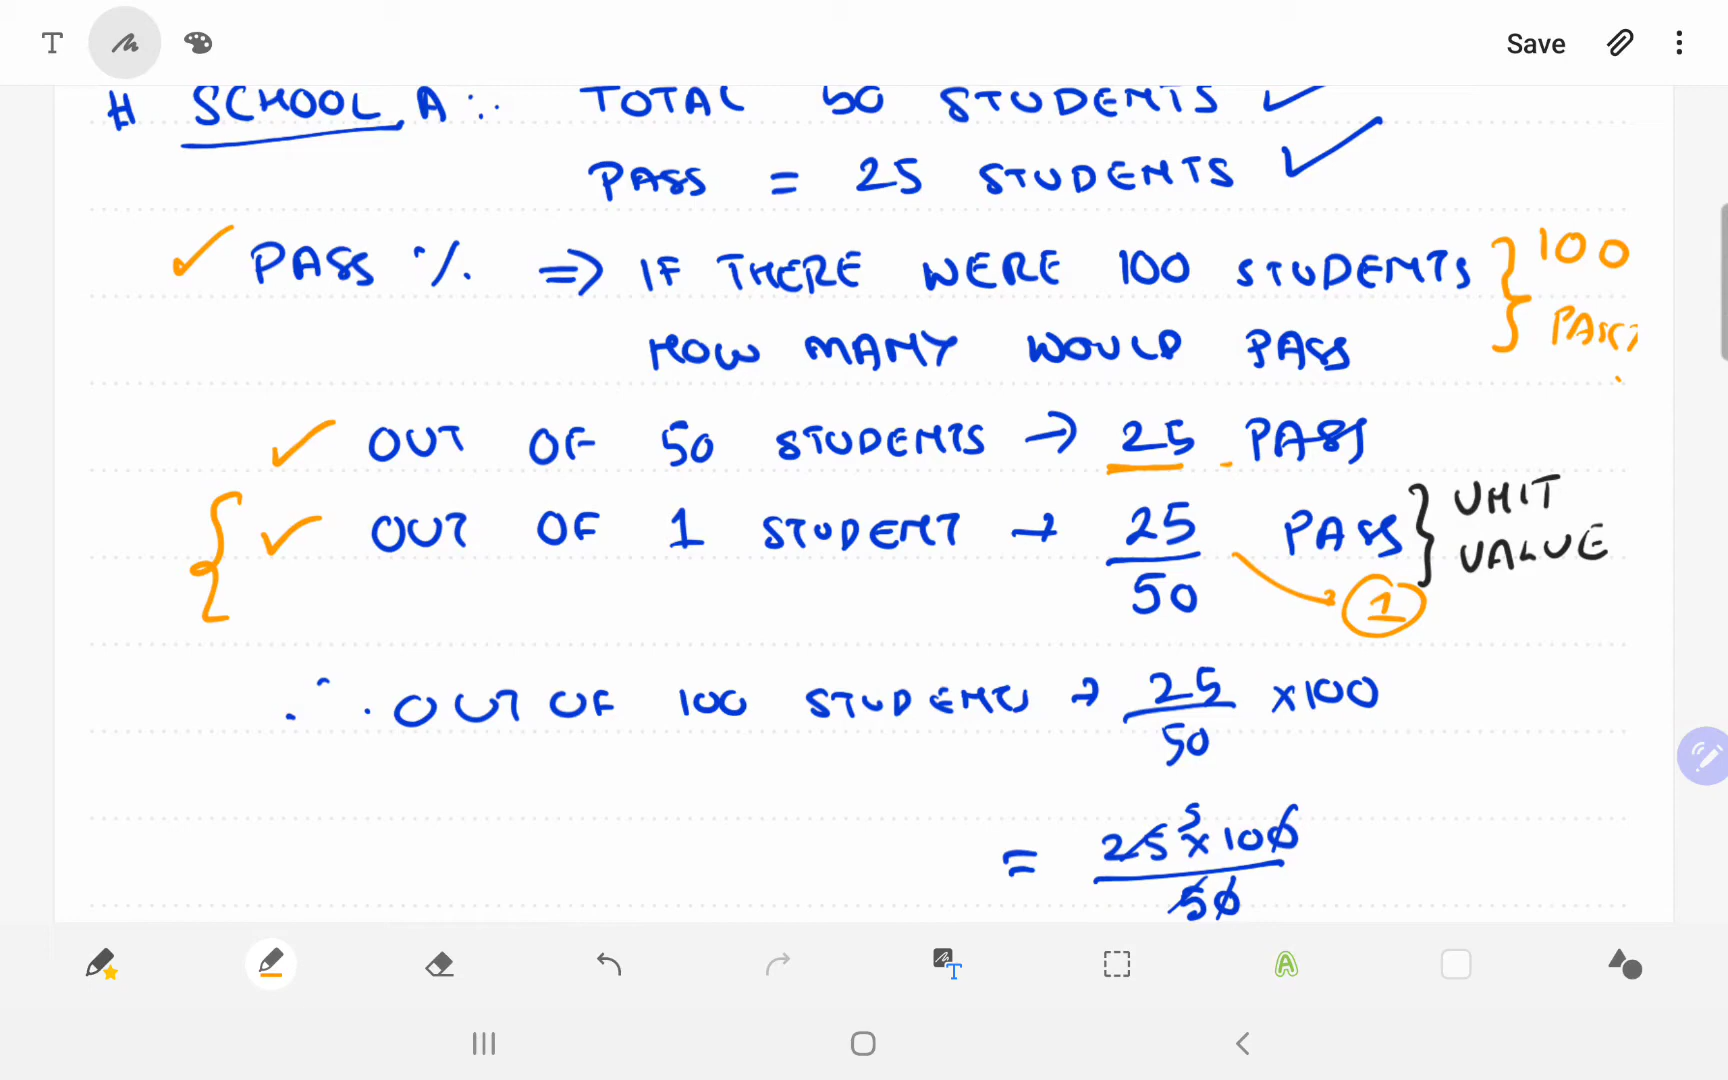 Save
# SCHOOL A :. TOTAL 50 STUDENTS ✓
PASS = 25 STUDENTS ✓
✓ PASS % => IF THERE WERE 100 STUDENTS } 100
HOW MANY WOULD PASS
✓ OUT OF 50 STUDENTS → 25 PASS
{ ✓ OUT OF 1 STUDENT → 25/50 PASS } UNIT VALUE
1
∴ OUT OF 100 STUDENTS → 25/50 x100
= 25 5 x 100
50